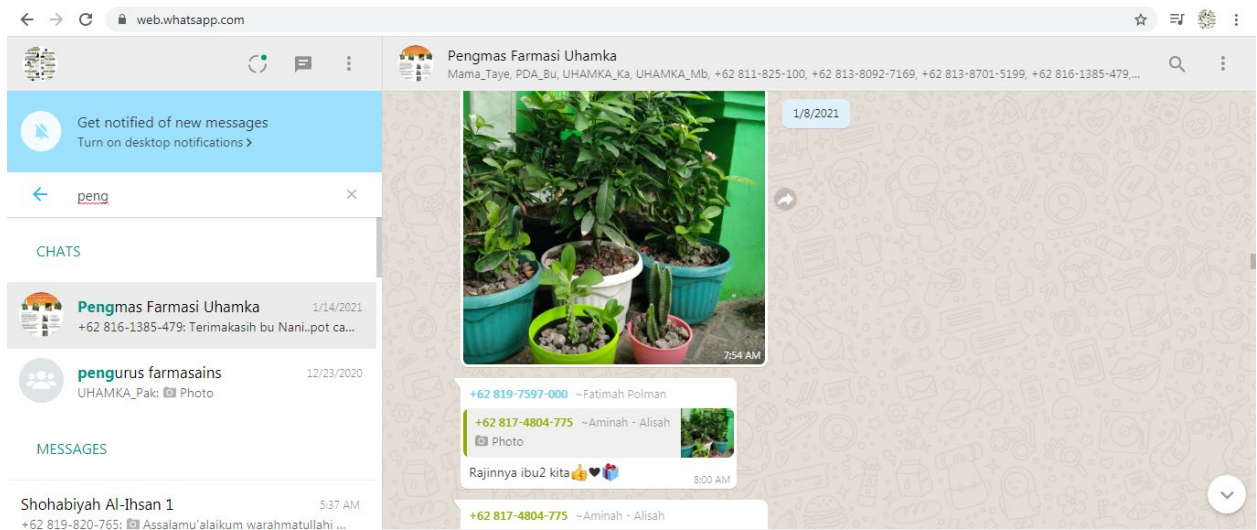 web.whatsapp.com
Get notified of new messages
Turn on desktop notifications >
peng
CHATS
Pengmas Farmasi Uhamka 1/14/2021
+62 816-1385-479: Terimakasih bu Nani..pot ca...
pengurus farmasains 12/23/2020
UHAMKA_Pak: Photo
MESSAGES
Shohabiyah Al-Ihsan 1 5:37 AM
+62 819-820-765: Assalamu'alaikum warahmatullahi ...
Pengmas Farmasi Uhamka
Mama_Taye, PDA_Bu, UHAMKA_Ka, UHAMKA_Mb, +62 811-825-100, +62 813-8092-7169, +62 813-8701-5199, +62 816-1385-479,...
1/8/2021
7:54 AM
+62 819-7597-000 ~Fatimah Polman
+62 817-4804-775 ~Aminah - Alisah
Photo
Rajinnya ibu2 kita👍🖤🎁
8:00 AM
+62 817-4804-775 ~Aminah - Alisah